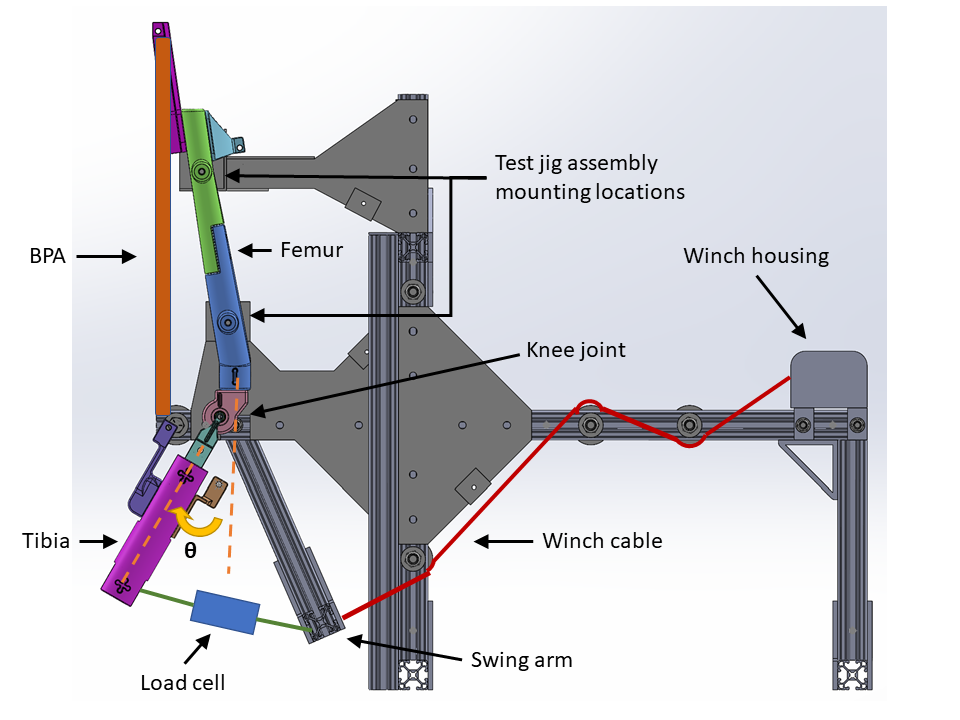 Test jig assembly
mounting locations
BPA
Femur
Winch housing
Knee joint
Tibia
θ
Winch cable
Swing arm
Load cell